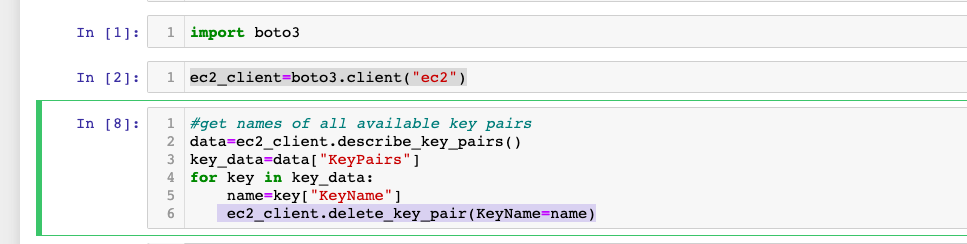 In [1]: 1 import boto3
In [2]: 1 ec2_client=boto3.client("ec2")
In [8]: 1 #get names of all available key pairs
2 data=ec2_client.describe_key_pairs()
3 key_data=data["KeyPairs"]
4 for key in key_data:
5     name=key["KeyName"]
6     ec2_client.delete_key_pair(KeyName=name)